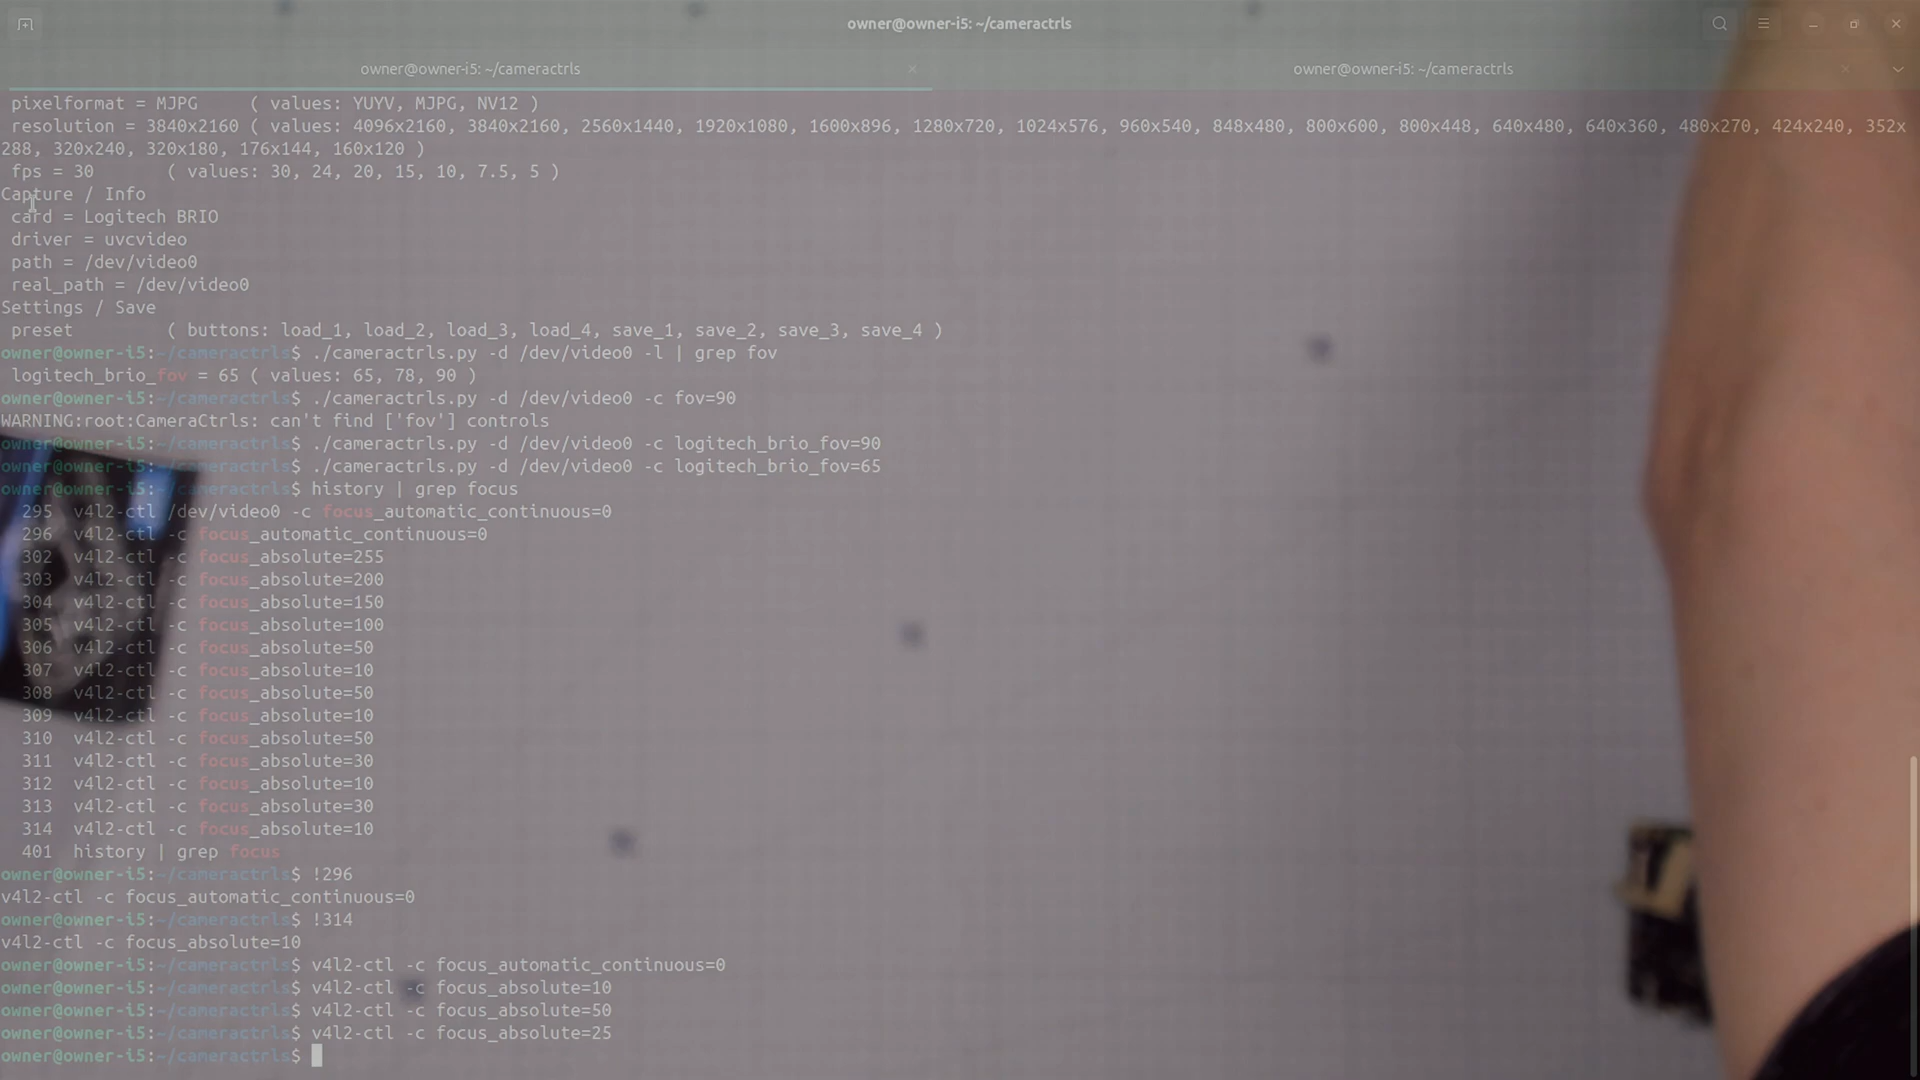 owner@owner-i5: ~/cameractrls
owner@owner-i5: ~/cameractrls
owner@owner-i5: ~/cameractrls
pixelformat = MJPG     ( values: YUYV, MJPG, NV12 )
resolution = 3840x2160 ( values: 4096x2160, 3840x2160, 2560x1440, 1920x1080, 1600x896, 1280x720, 1024x576, 960x540, 848x480, 800x600, 800x448, 640x480, 640x360, 480x270, 424x240, 352x
288, 320x240, 320x180, 176x144, 160x120 )
fps = 30       ( values: 30, 24, 20, 15, 10, 7.5, 5 )
Capture / Info
card = Logitech BRIO
driver = uvcvideo
path = /dev/video0
real_path = /dev/video0
Settings / Save
preset         ( buttons: load_1, load_2, load_3, load_4, save_1, save_2, save_3, save_4 )
owner@owner-i5:~/cameractrls$ ./cameractrls.py -d /dev/video0 -l | grep fov
logitech_brio_fov = 65 ( values: 65, 78, 90 )
owner@owner-i5:~/cameractrls$ ./cameractrls.py -d /dev/video0 -c fov=90
WARNING:root:CameraCtrls: can't find ['fov'] controls
owner@owner-i5:~/cameractrls$ ./cameractrls.py -d /dev/video0 -c logitech_brio_fov=90
owner@owner-i5:~/cameractrls$ ./cameractrls.py -d /dev/video0 -c logitech_brio_fov=65
owner@owner-i5:~/cameractrls$ history | grep focus
295  v4l2-ctl /dev/video0 -c focus_automatic_continuous=0
296  v4l2-ctl -c focus_automatic_continuous=0
302  v4l2-ctl -c focus_absolute=255
303  v4l2-ctl -c focus_absolute=200
304  v4l2-ctl -c focus_absolute=150
305  v4l2-ctl -c focus_absolute=100
306  v4l2-ctl -c focus_absolute=50
307  v4l2-ctl -c focus_absolute=10
308  v4l2-ctl -c focus_absolute=50
309  v4l2-ctl -c focus_absolute=10
310  v4l2-ctl -c focus_absolute=50
311  v4l2-ctl -c focus_absolute=30
312  v4l2-ctl -c focus_absolute=10
313  v4l2-ctl -c focus_absolute=30
314  v4l2-ctl -c focus_absolute=10
401  history | grep focus
owner@owner-i5:~/cameractrls$ !296
v4l2-ctl -c focus_automatic_continuous=0
owner@owner-i5:~/cameractrls$ !314
v4l2-ctl -c focus_absolute=10
owner@owner-i5:~/cameractrls$ v4l2-ctl -c focus_automatic_continuous=0
owner@owner-i5:~/cameractrls$ v4l2-ctl -c focus_absolute=10
owner@owner-i5:~/cameractrls$ v4l2-ctl -c focus_absolute=50
owner@owner-i5:~/cameractrls$ v4l2-ctl -c focus_absolute=25
owner@owner-i5:~/cameractrls$